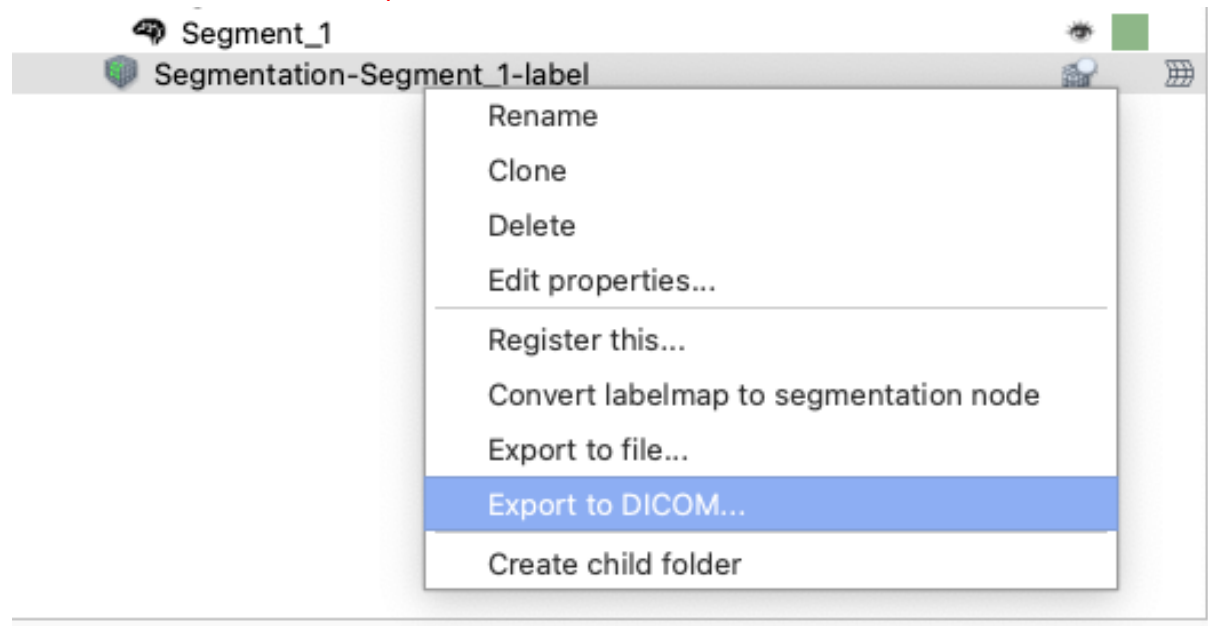 Segment_1
Segmentation-Segment_1-label
Rename
Clone
Delete
Edit properties...
Register this...
Convert labelmap to segmentation node
Export to file...
Export to DICOM...
Create child folder